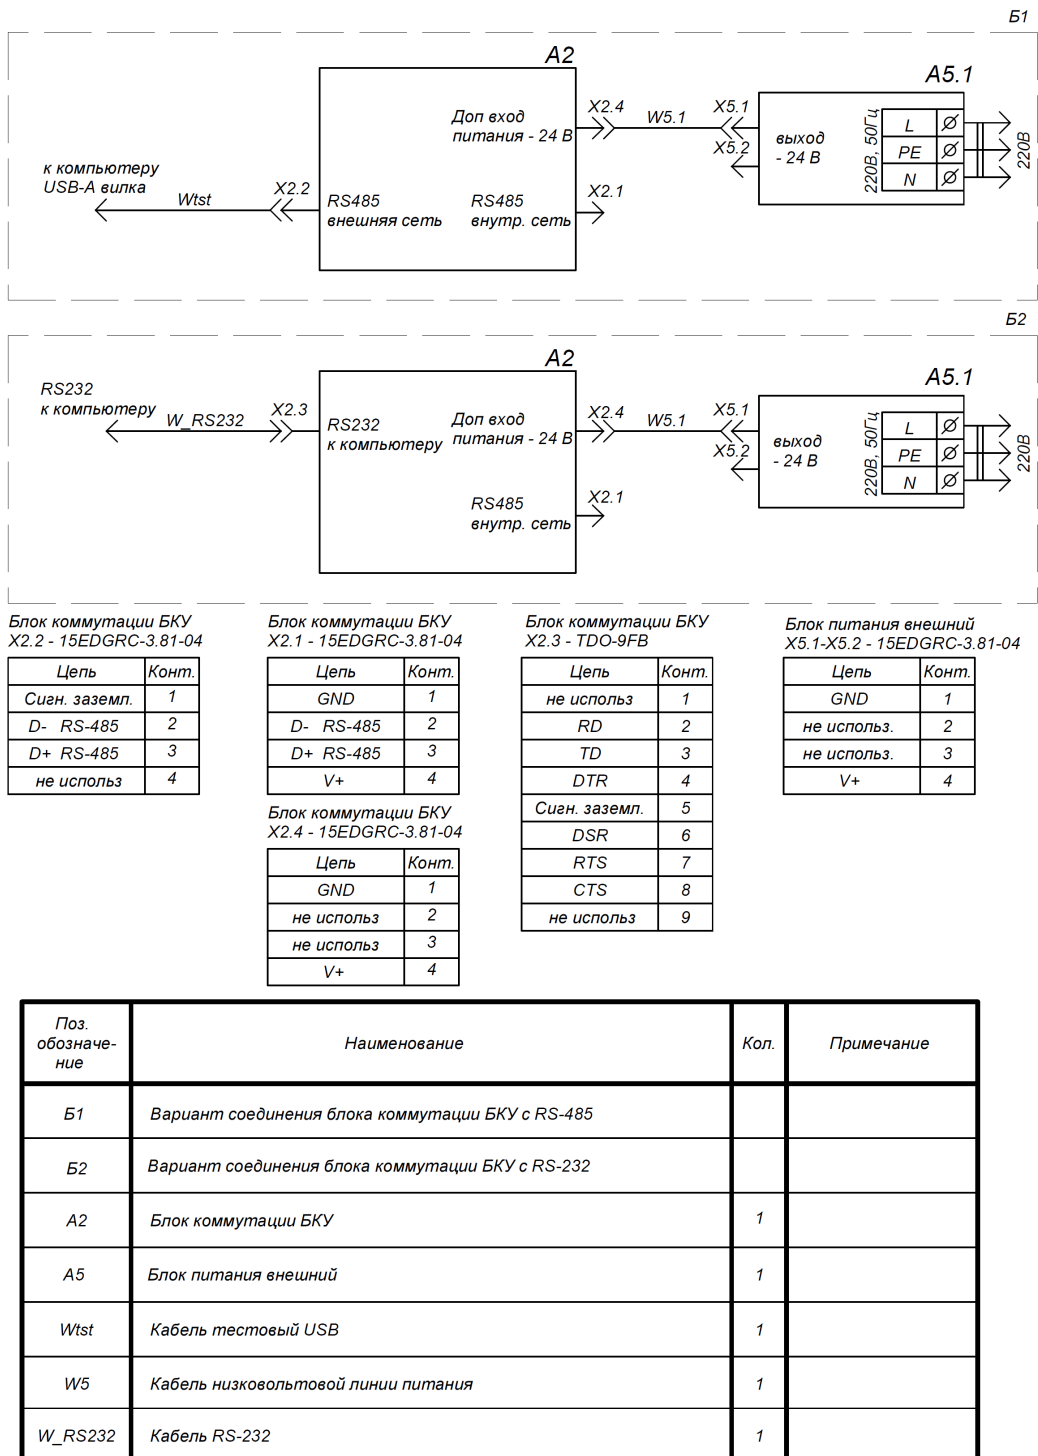 Б1
А2
А5.1
Доп вход
питания - 24 В
X2.4
W5.1
X5.1
X5.2
выход
- 24 В
220В, 50Гц
L
PE
N
220В
к компьютеру
USB-A вилка
Wtst
X2.2
RS485
внешняя сеть
RS485
внутр. сеть
X2.1
Б2
А2
А5.1
RS232
к компьютеру
W_RS232
X2.3
RS232
к компьютеру
Доп вход
питания - 24 В
X2.4
W5.1
X5.1
X5.2
выход
- 24 В
220В, 50Гц
L
PE
N
220В
RS485
внутр. сеть
X2.1
Блок коммутации БКУ
X2.2 - 15EDGRC-3.81-04
Цепь Конт.
Сигн. заземл. 1
D- RS-485 2
D+ RS-485 3
не использ 4
Блок коммутации БКУ
X2.1 - 15EDGRC-3.81-04
Цепь Конт.
GND 1
D- RS-485 2
D+ RS-485 3
V+ 4
Блок коммутации БКУ
X2.4 - 15EDGRC-3.81-04
Цепь Конт.
GND 1
не использ 2
не использ 3
V+ 4
Блок коммутации БКУ
X2.3 - TDO-9FB
Цепь Конт.
не использ 1
RD 2
TD 3
DTR 4
Сигн. заземл. 5
DSR 6
RTS 7
CTS 8
не использ 9
Блок питания внешний
X5.1-X5.2 - 15EDGRC-3.81-04
Цепь Конт.
GND 1
не использ. 2
не использ. 3
V+ 4
Поз.
обозначе-
ние
Наименование
Кол.
Примечание
Б1 Вариант соединения блока коммутации БКУ с RS-485
Б2 Вариант соединения блока коммутации БКУ с RS-232
А2 Блок коммутации БКУ 1
А5 Блок питания внешний 1
Wtst Кабель тестовый USB 1
W5 Кабель низковольтовой линии питания 1
W_RS232 Кабель RS-232 1